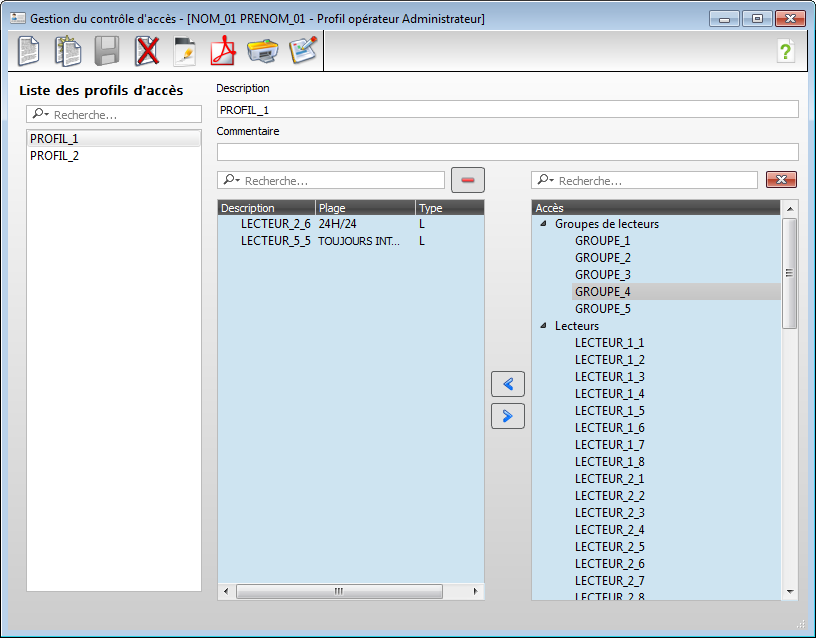 Gestion du contrôle d'accès - [NOM_01 PRENOM_01 - Profil opérateur Administrateur]
?
Liste des profils d'accès
Recherche...
PROFIL_1
PROFIL_2
Description
PROFIL_1
Commentaire
Recherche...
Description Plage Type
LECTEUR_2_6 24H/24 L
LECTEUR_5_5 TOUJOURS INT... L
Recherche...
Accès
Groupes de lecteurs
GROUPE_1
GROUPE_2
GROUPE_3
GROUPE_4
GROUPE_5
Lecteurs
LECTEUR_1_1
LECTEUR_1_2
LECTEUR_1_3
LECTEUR_1_4
LECTEUR_1_5
LECTEUR_1_6
LECTEUR_1_7
LECTEUR_1_8
LECTEUR_2_1
LECTEUR_2_2
LECTEUR_2_3
LECTEUR_2_4
LECTEUR_2_5
LECTEUR_2_6
LECTEUR_2_7
LECTEUR_2_8